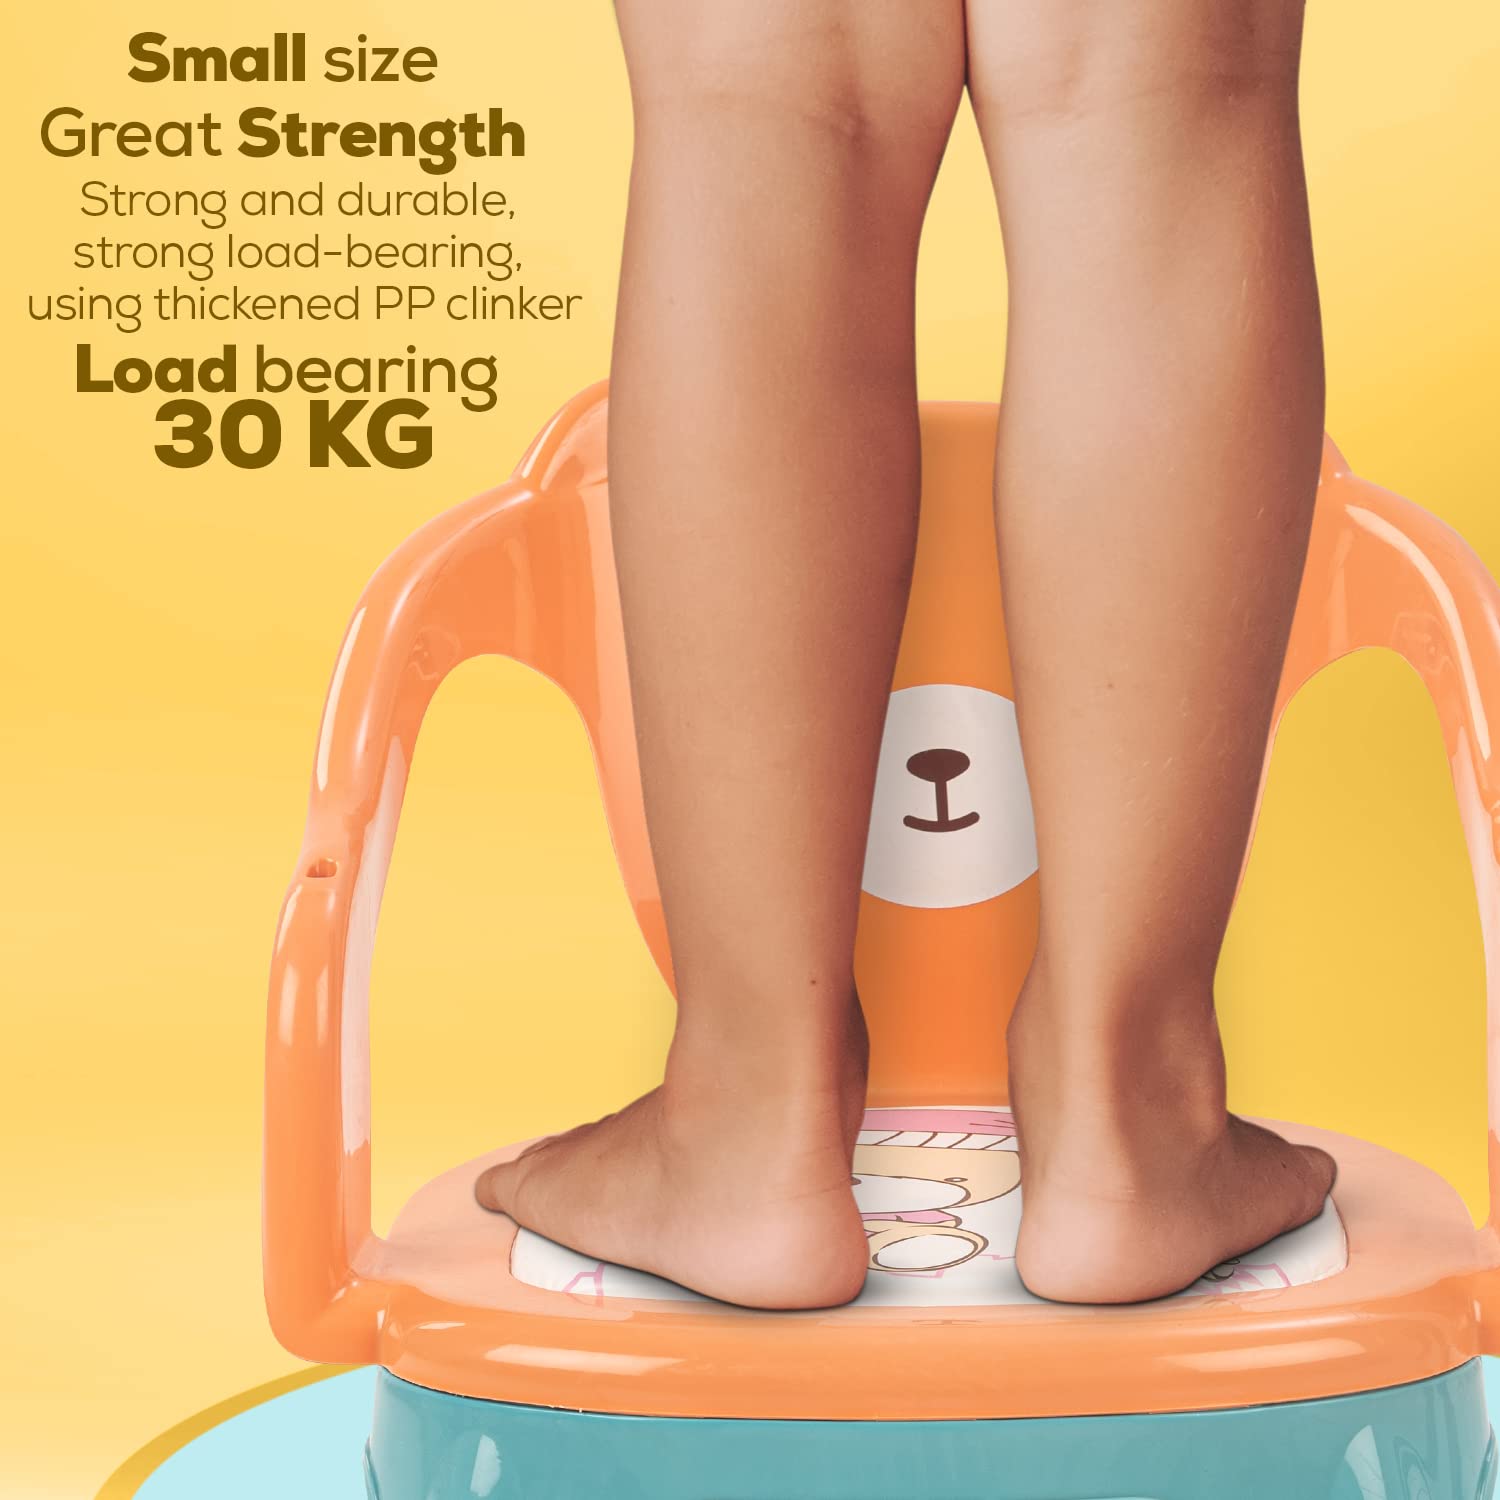 Small size
Great Strength
Strong and durable,
strong load-bearing,
using thickened PP clinker
Load bearing
30 KG